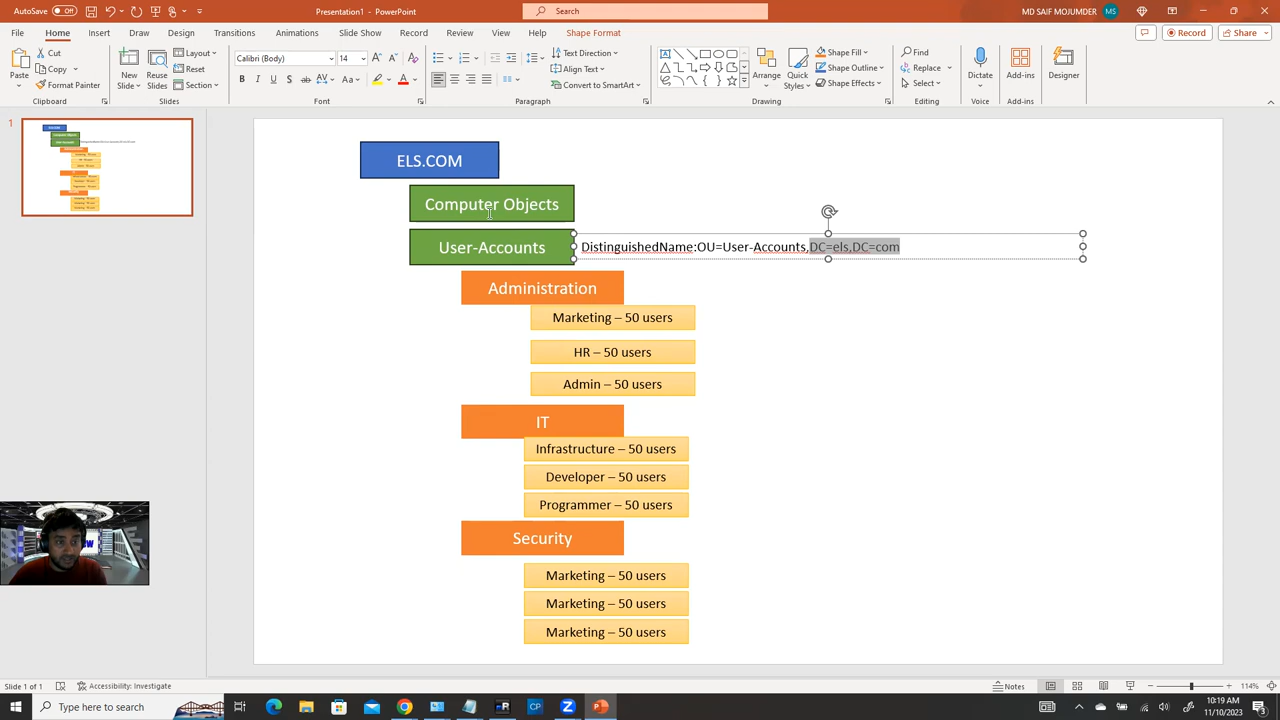 AutoSave
Off
Presentation1 • PowerPoint
Search
MD SAIF MOJUMDER
MS
File
Home
Insert
Draw
Design
Transitions
Animations
Slide Show
Record
Review
View
Help
Shape Format
Record
Share
Paste
Cut
Copy
Format Painter
Clipboard
New Slide
Reuse Slides
Layout
Reset
Section
Slides
Calibri (Body)
14
Font
Text Direction
Align Text
Convert to SmartArt
Paragraph
Arrange
Quick Styles
Shape Fill
Shape Outline
Shape Effects
Drawing
Find
Replace
Select
Editing
Dictate
Voice
Add-ins
Add-ins
Designer
1
ELS.COM
Computer Objects
User-Accounts
DistinguishedName:OU=User-Accounts,DC=els,DC=com
Administration
Marketing – 50 users
HR – 50 users
Admin – 50 users
IT
Infrastructure – 50 users
Developer – 50 users
Programmer – 50 users
Security
Marketing – 50 users
Marketing – 50 users
Marketing – 50 users
Slide 1 of 1
Accessibility: Investigate
Notes
114%
Type here to search
10:19 AM
11/10/2023